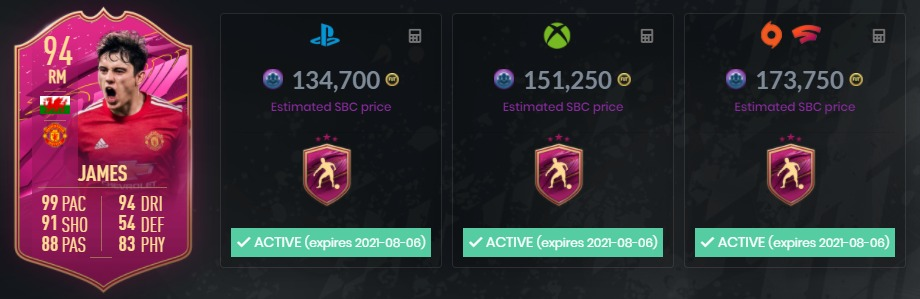 94
RM
JAMES
99 PAC
94 DRI
91 SHO
54 DEF
88 PAS
83 PHY
134,700
Estimated SBC price
ACTIVE (expires 2021-08-06)
151,250
Estimated SBC price
ACTIVE (expires 2021-08-06)
173,750
Estimated SBC price
ACTIVE (expires 2021-08-06)